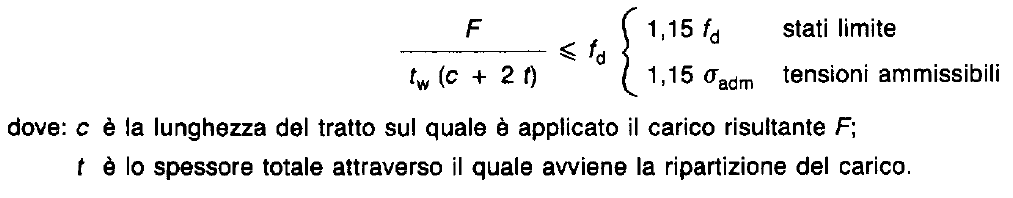 F / t_w (c + 2 t) ⩽ f_d { 1,15 f_d stati limite
1,15 σ_adm tensioni ammissibili
dove: c è la lunghezza del tratto sul quale è applicato il carico risultante F;
t è lo spessore totale attraverso il quale avviene la ripartizione del carico.